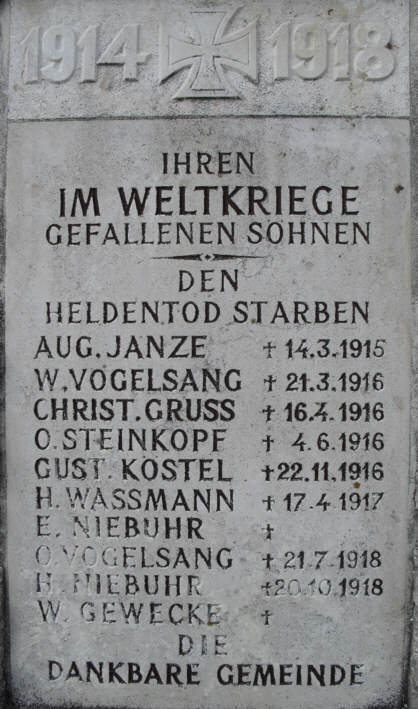 1914 1918
IHREN
IM WELTKRIEGE
GEFALLENEN SÖHNEN
DEN
HELDENTOD STARBEN
AUG. JANZE † 14.3.1915
W. VOGELSANG † 21.3.1916
CHRIST. GRUSS † 16.4.1916
O. STEINKOPF † 4.6.1916
GUST. KÖSTEL † 22.11.1916
H. WASSMANN † 17.4.1917
E. NIEBUHR †
O. VOGELSANG † 21.7.1918
H. NIEBUHR † 20.10.1918
W. GEWECKE †
DIE
DANKBARE GEMEINDE